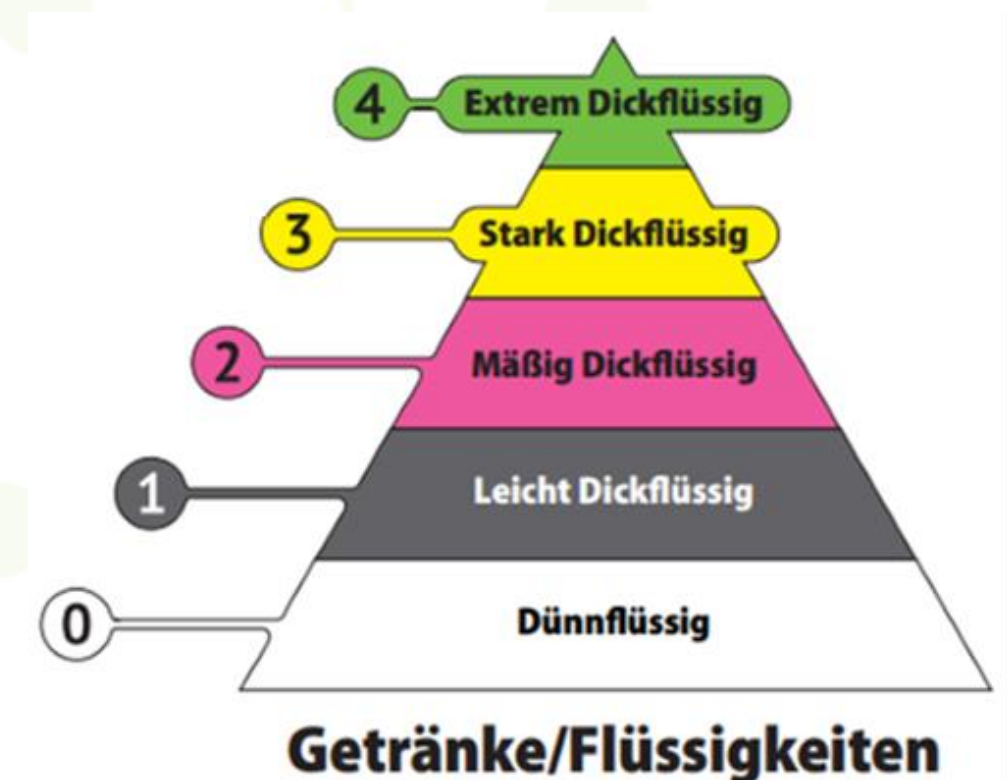 4 Extrem Dickflüssig
3 Stark Dickflüssig
2 Mäßig Dickflüssig
1 Leicht Dickflüssig
0 Dünnflüssig
Getränke/Flüssigkeiten